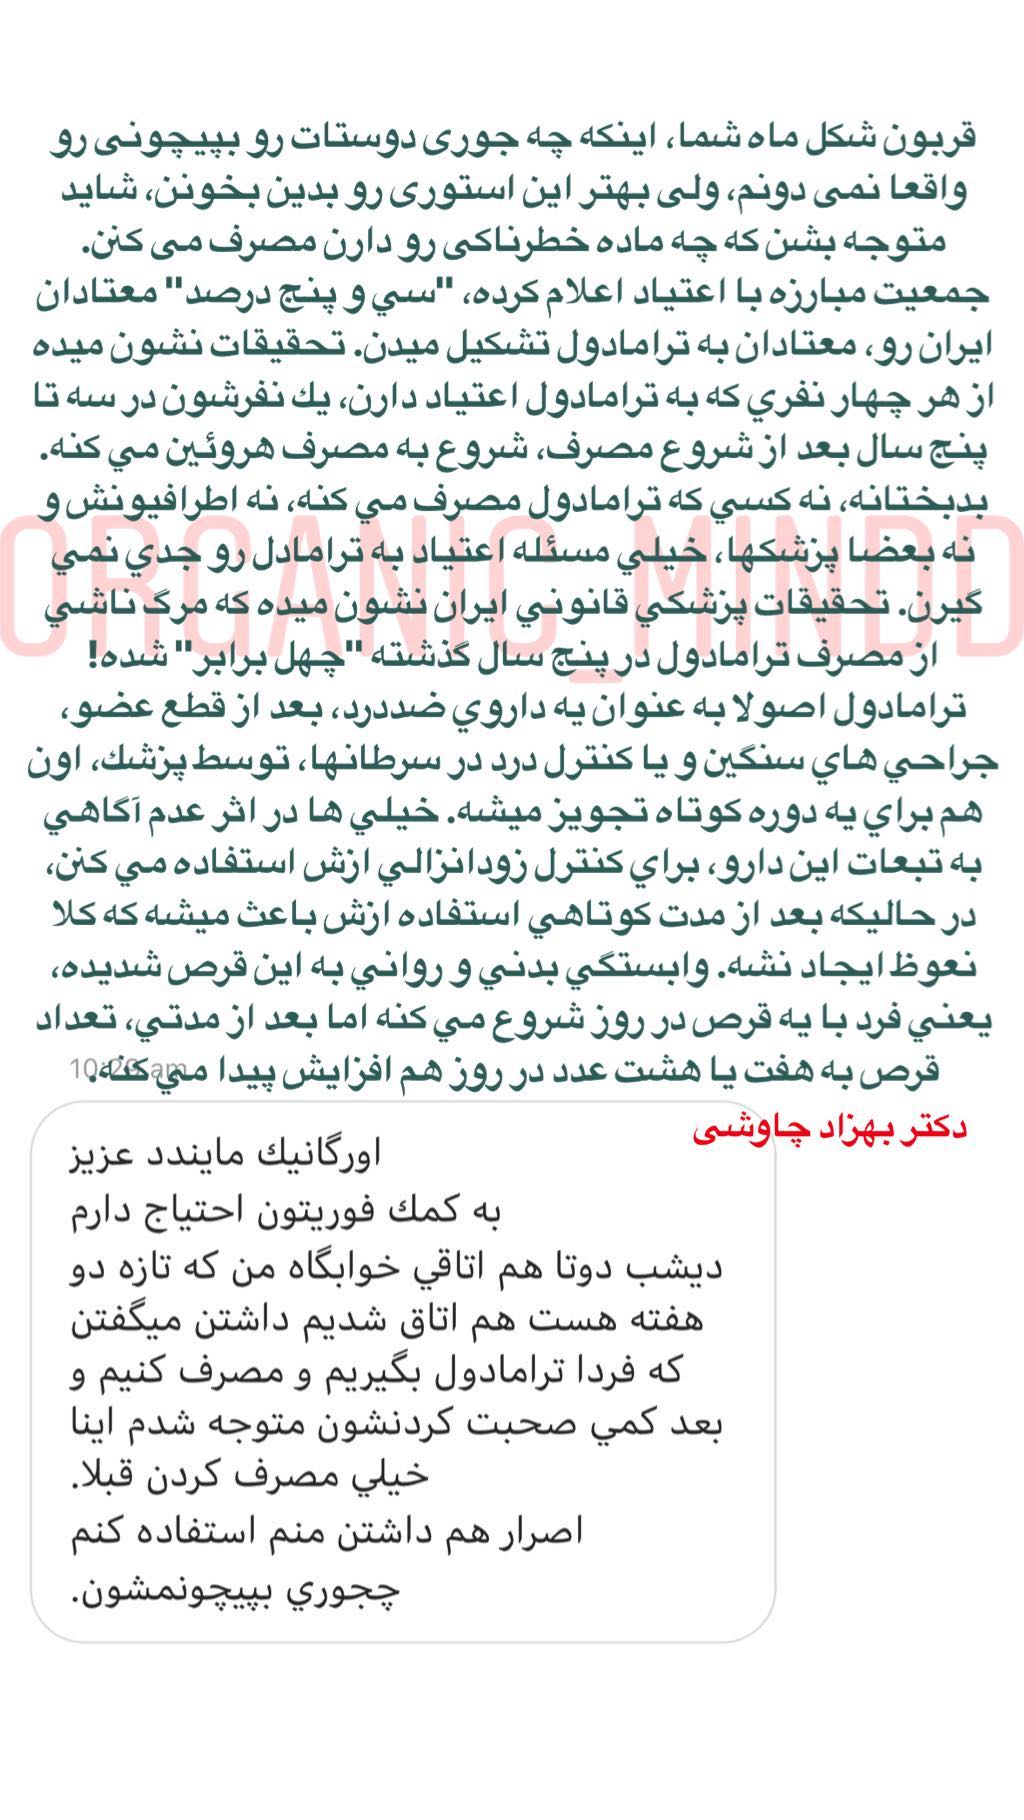 قربون شکل ماه شما، اینکه چه جوری دوستات رو بپیچونی رو
واقعا نمی دونم، ولی بهتر این استوری رو بدین بخونن، شاید
متوجه بشن که چه ماده خطرناکی رو دارن مصرف می کنن.
جمعیت مبارزه با اعتیاد اعلام کرده، "سي و پنج درصد" معتادان
ایران رو، معتادان به ترامادول تشکیل میدن. تحقیقات نشون میده
از هر چهار نفري که به ترامادول اعتیاد دارن، یك نفرشون در سه تا
پنج سال بعد از شروع مصرف، شروع به مصرف هروئین مي کنه.
بدبختانه، نه کسي که ترامادول مصرف مي کنه، نه اطرافیونش و
نه بعضا پزشکها، خیلي مسئله اعتیاد به ترامادل رو جدي نمي
گیرن. تحقیقات پزشکي قانوني ایران نشون میده که مرگ ناشي
از مصرف ترامادول در پنج سال گذشته "چهل برابر" شده!
ترامادول اصولا به عنوان یه داروي ضددرد، بعد از قطع عضو،
جراحي هاي سنگین و یا کنترل درد در سرطانها، توسط پزشك، اون
هم براي یه دوره کوتاه تجویز میشه. خیلي ها در اثر عدم آگاهي
به تبعات این دارو، براي کنترل زودانزالي ازش استفاده مي کنن،
در حالیکه بعد از مدت کوتاهي استفاده ازش باعث میشه که کلا
نعوظ ایجاد نشه. وابستگي بدني و رواني به این قرص شدیده،
یعني فرد با یه قرص در روز شروع مي کنه اما بعد از مدتي، تعداد
قرص به هفت یا هشت عدد در روز هم افزایش پیدا مي کنه.
دکتر بهزاد چاوشی
ORGANIC_MINDD
اورگانیك مایندد عزیز
به کمك فوریتون احتیاج دارم
دیشب دوتا هم اتاقي خوابگاه من که تازه دو
هفته هست هم اتاق شدیم داشتن میگفتن
که فردا ترامادول بگیریم و مصرف کنیم و
بعد کمي صحبت کردنشون متوجه شدم اینا
خیلي مصرف کردن قبلا.
اصرار هم داشتن منم استفاده کنم
چجوري بپیچونمشون.